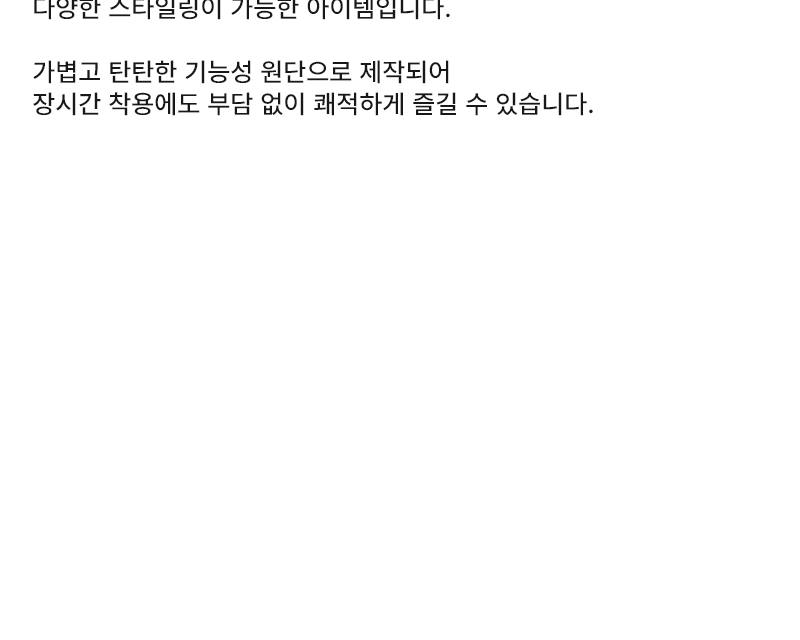 다양한 스타일링이 가능한 아이템입니다.
가볍고 탄탄한 기능성 원단으로 제작되어
장시간 착용에도 부담 없이 쾌적하게 즐길 수 있습니다.